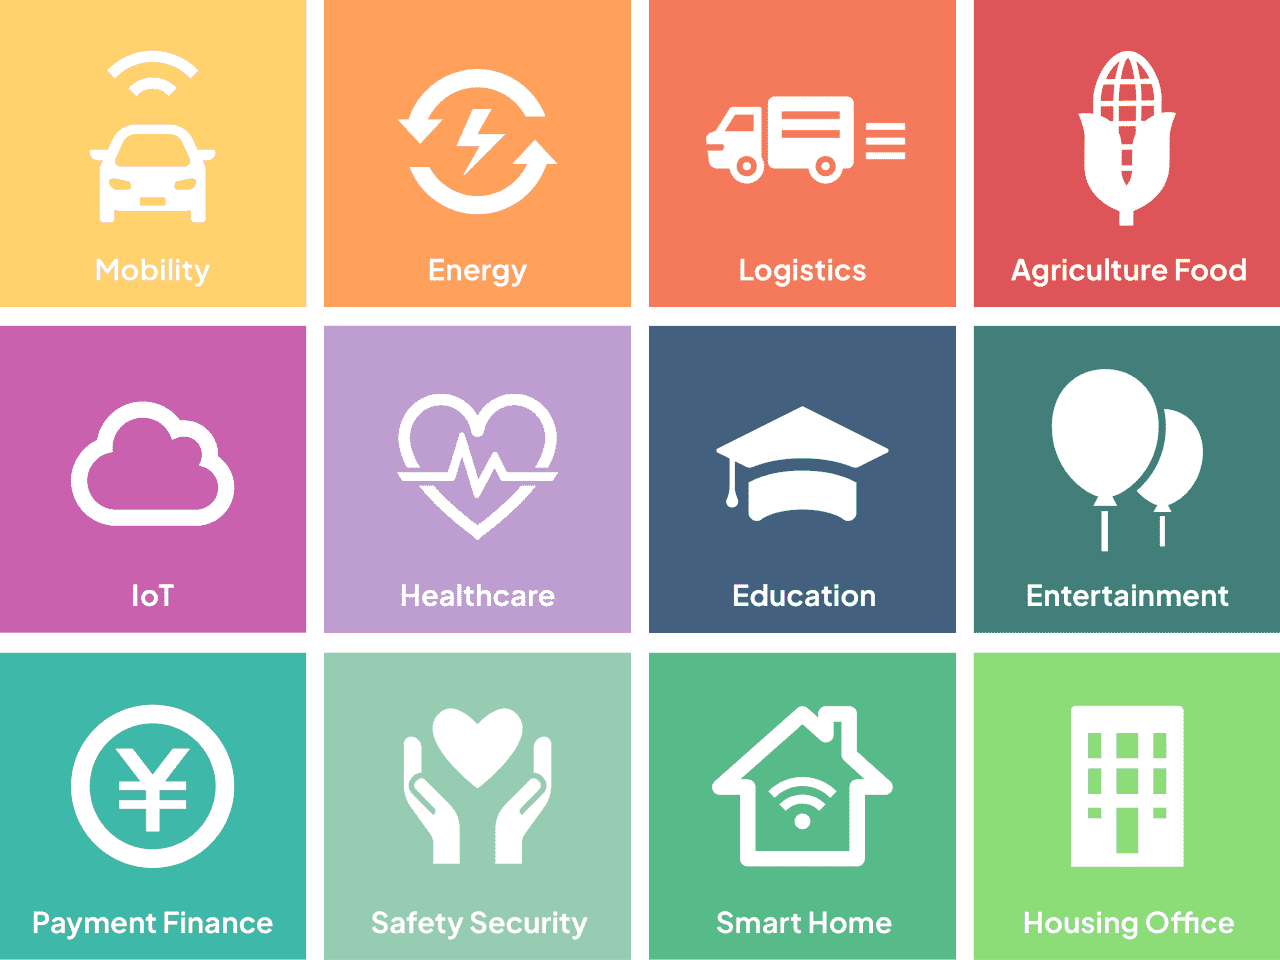 Mobility
Energy
Logistics
Agriculture Food
IoT
Healthcare
Education
Entertainment
¥
Payment Finance
Safety Security
Smart Home
Housing Office